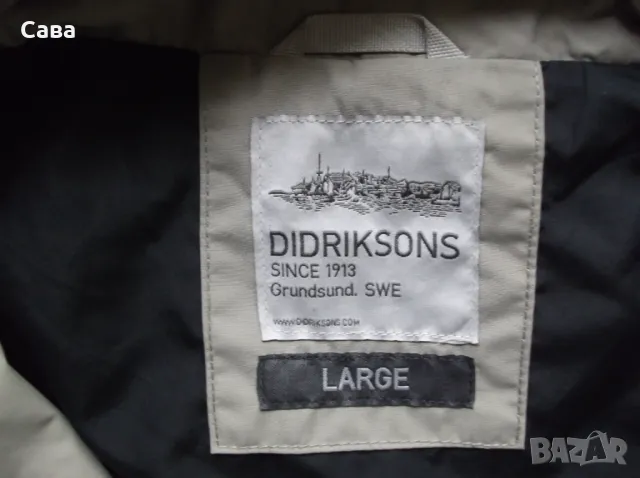 Сава
DIDRIKSONS
SINCE 1913
Grundsund. SWE
WWW.DIDRIKSONS.COM
LARGE
BAZAR